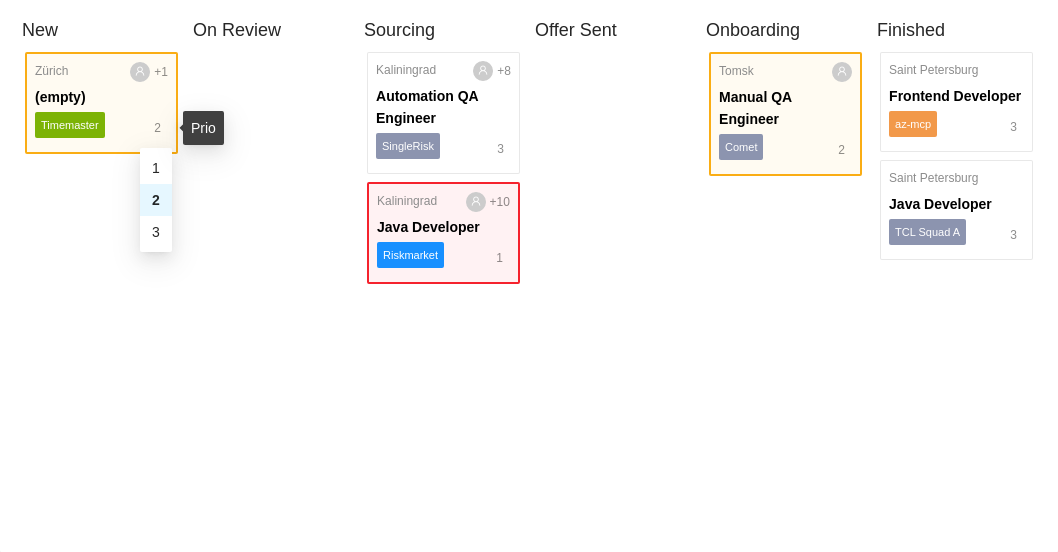 New
On Review
Sourcing
Offer Sent
Onboarding
Finished
Zürich +1
(empty)
Timemaster 2
Prio
1
2
3
Kaliningrad +8
Automation QA
Engineer
SingleRisk 3
Kaliningrad +10
Java Developer
Riskmarket 1
Tomsk
Manual QA
Engineer
Comet 2
Saint Petersburg
Frontend Developer
az-mcp 3
Saint Petersburg
Java Developer
TCL Squad A 3